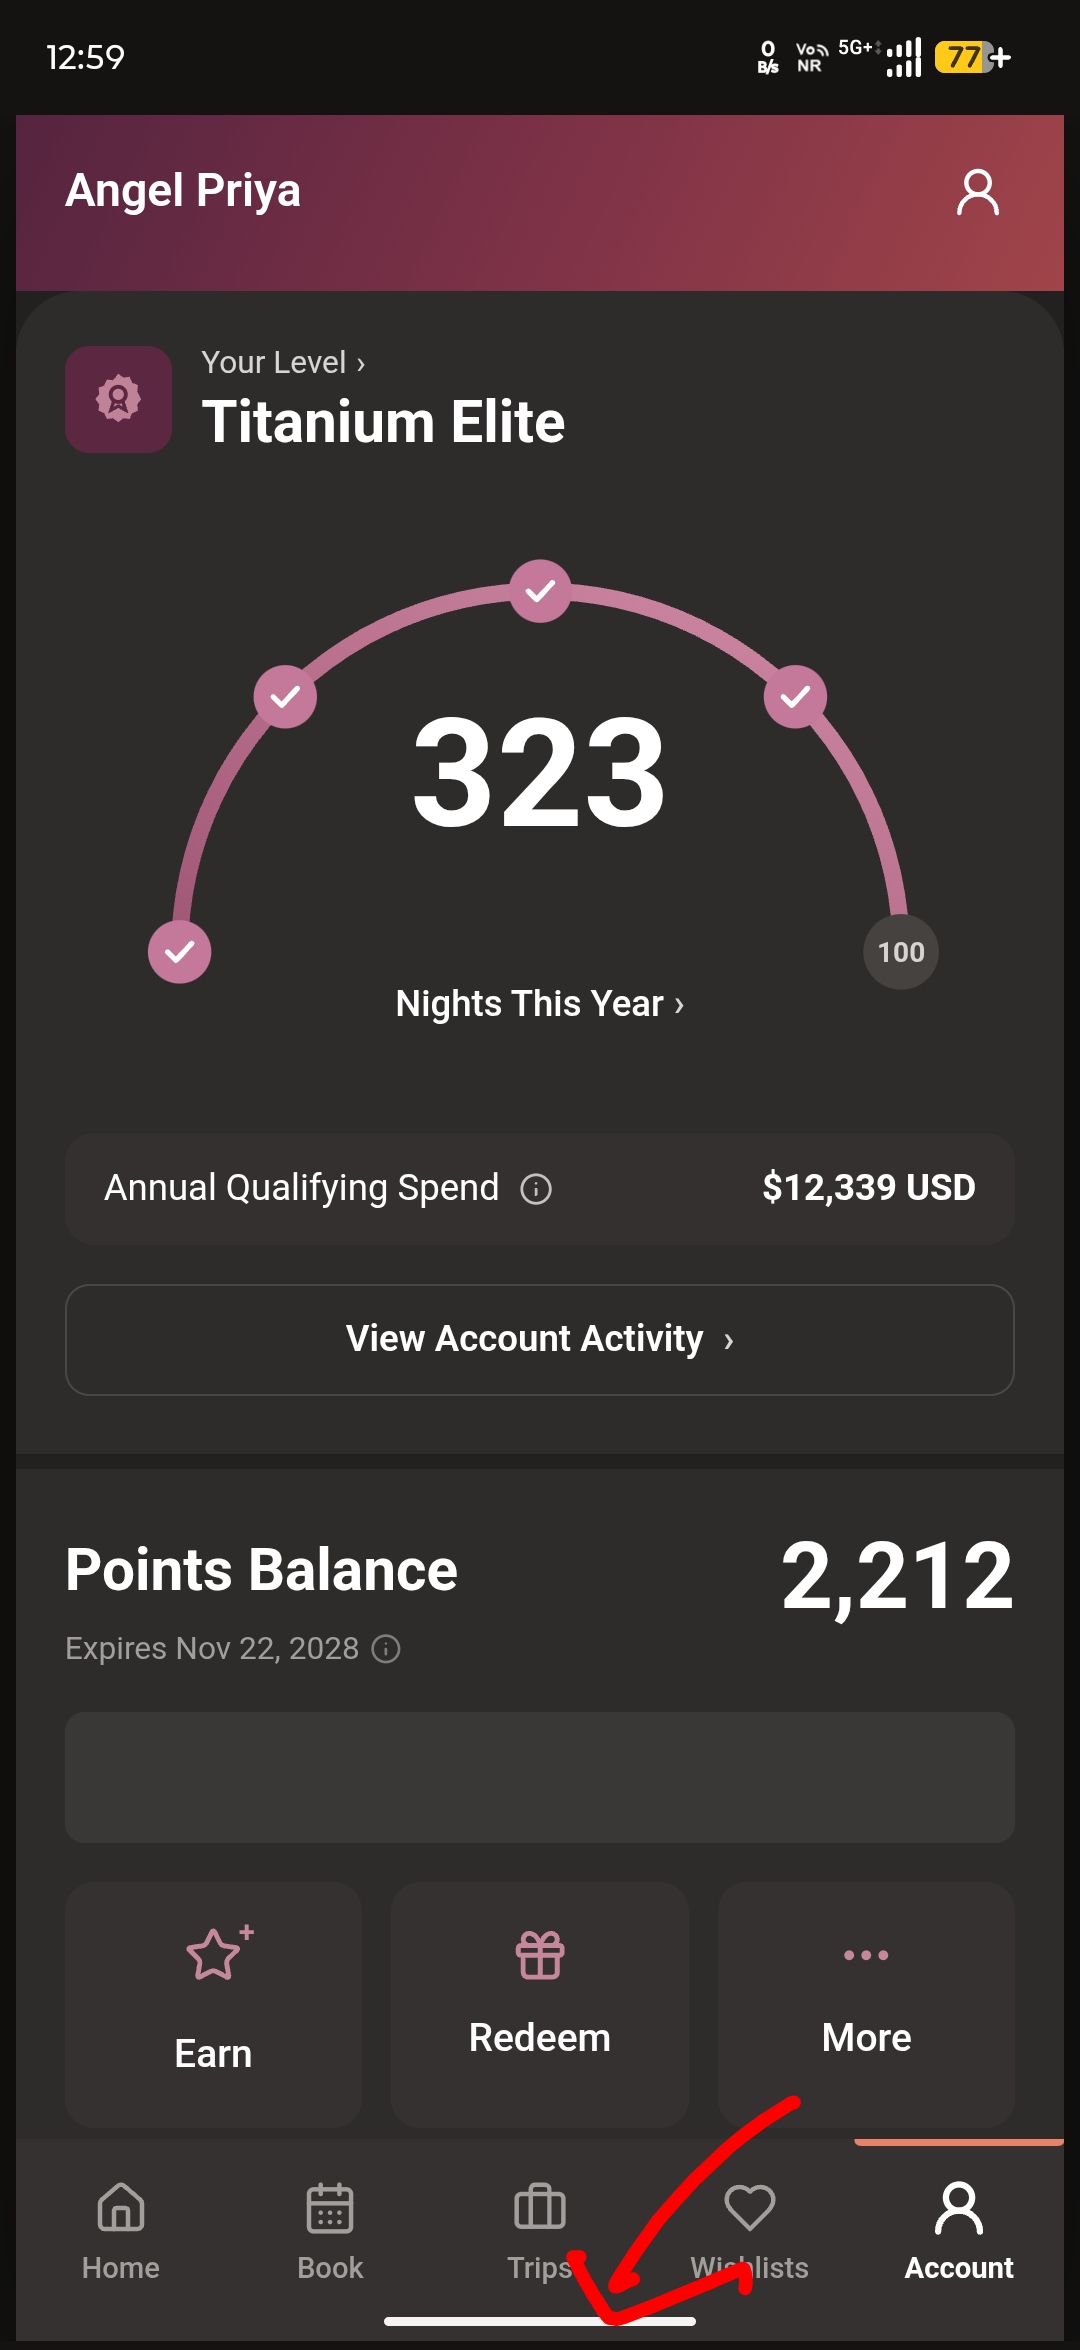 12:59
0 B/s Vo NR 5G+ 77
Angel Priya
Your Level ›
Titanium Elite
323
100
Nights This Year ›
Annual Qualifying Spend $12,339 USD
View Account Activity ›
Points Balance 2,212
Expires Nov 22, 2028
Earn Redeem More
Home Book Trips Wishlists Account